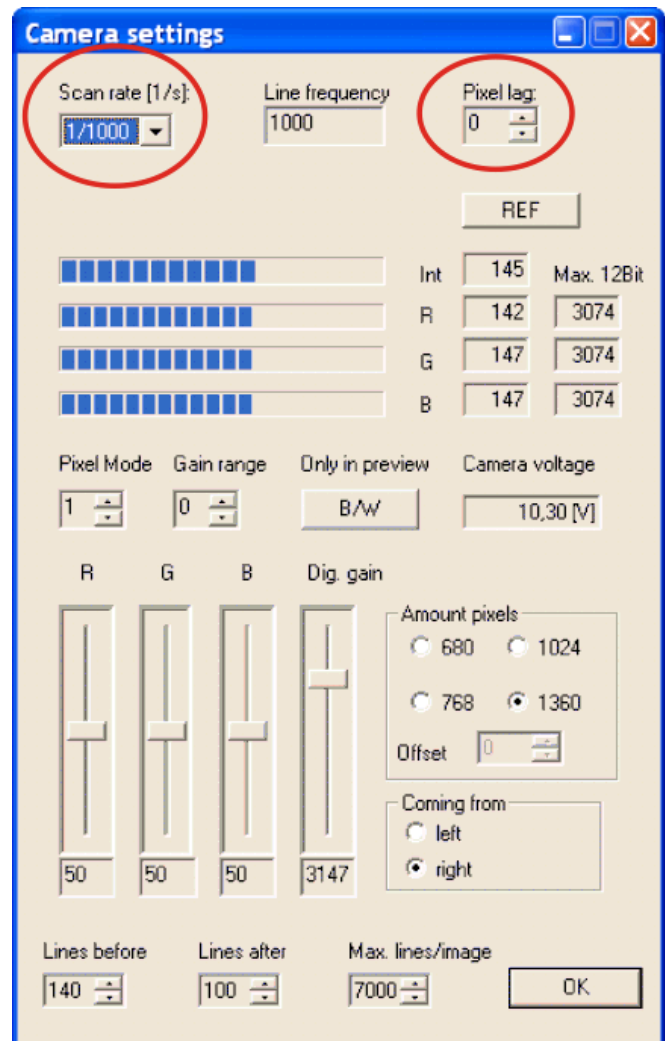 Camera settings
Scan rate [1/s]: Line frequency Pixel lag:
1/1000 1000 0
REF
Int 145 Max. 12Bit
R 142 3074
G 147 3074
B 147 3074
Pixel Mode Gain range Only in preview Camera voltage
1 0 B/W 10,30 [V]
R G B Dig. gain
Amount pixels
680 1024
768 1360
Offset 0
Coming from
left
right
50 50 50 3147
Lines before Lines after Max. lines/image
140 100 7000 OK